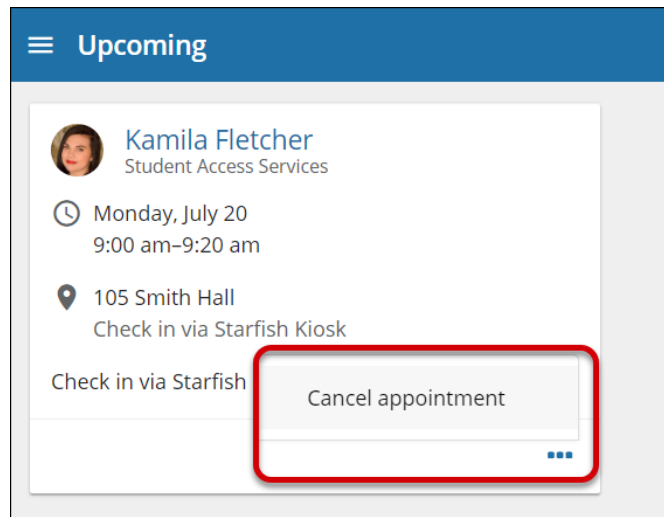 Upcoming
Kamila Fletcher
Student Access Services
Monday, July 20
9:00 am–9:20 am
105 Smith Hall
Check in via Starfish Kiosk
Check in via Starfish
Cancel appointment